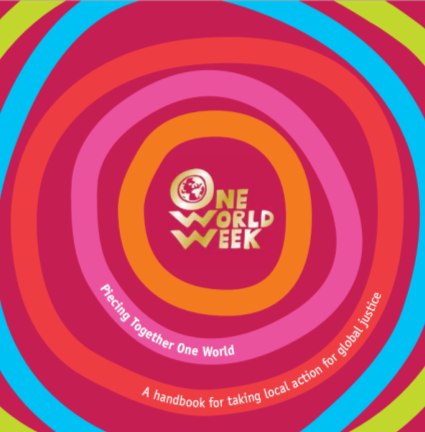 ONE
WORLD
WEEK
Piecing Together One World
A handbook for taking local action for global justice